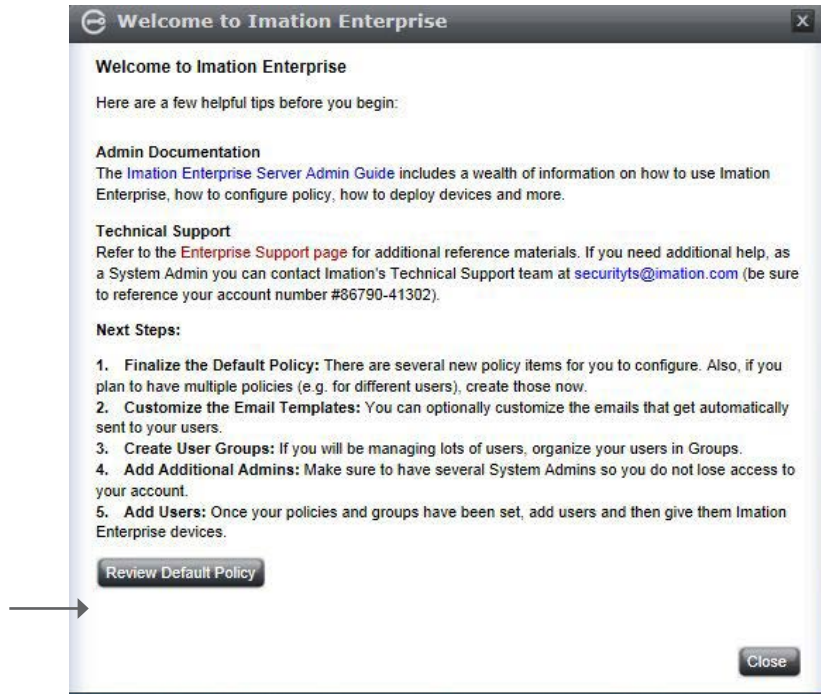 Welcome to Imation Enterprise
X
Welcome to Imation Enterprise
Here are a few helpful tips before you begin:
Admin Documentation
The Imation Enterprise Server Admin Guide includes a wealth of information on how to use Imation
Enterprise, how to configure policy, how to deploy devices and more.
Technical Support
Refer to the Enterprise Support page for additional reference materials. If you need additional help, as
a System Admin you can contact Imation's Technical Support team at securityts@imation.com (be sure
to reference your account number #86790-41302).
Next Steps:
1. Finalize the Default Policy: There are several new policy items for you to configure. Also, if you
plan to have multiple policies (e.g. for different users), create those now.
2. Customize the Email Templates: You can optionally customize the emails that get automatically
sent to your users.
3. Create User Groups: If you will be managing lots of users, organize your users in Groups.
4. Add Additional Admins: Make sure to have several System Admins so you do not lose access to
your account.
5. Add Users: Once your policies and groups have been set, add users and then give them Imation
Enterprise devices.
Review Default Policy
Close